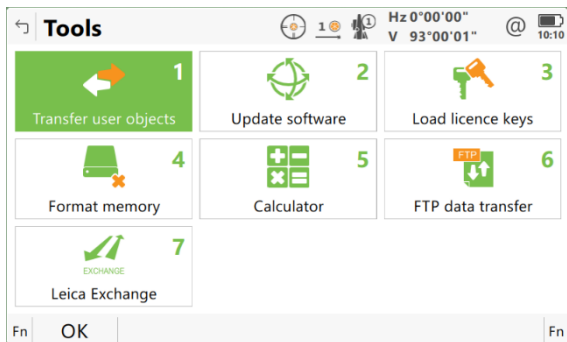 Tools
1
1
Hz 0°00'00"
V 93°00'01"
@
10:10
1
Transfer user objects
2
Update software
3
Load licence keys
4
Format memory
5
Calculator
FTP
6
FTP data transfer
7
EXCHANGE
Leica Exchange
Fn
OK
Fn